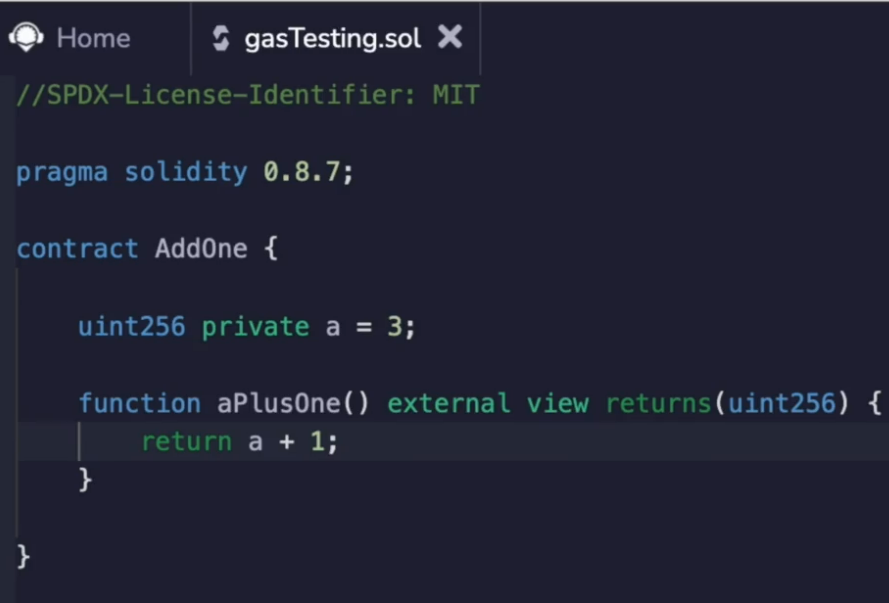 Home gasTesting.sol
//SPDX-License-Identifier: MIT
pragma solidity 0.8.7;
contract AddOne {
    uint256 private a = 3;
    function aPlusOne() external view returns(uint256) {
        return a + 1;
    }
}